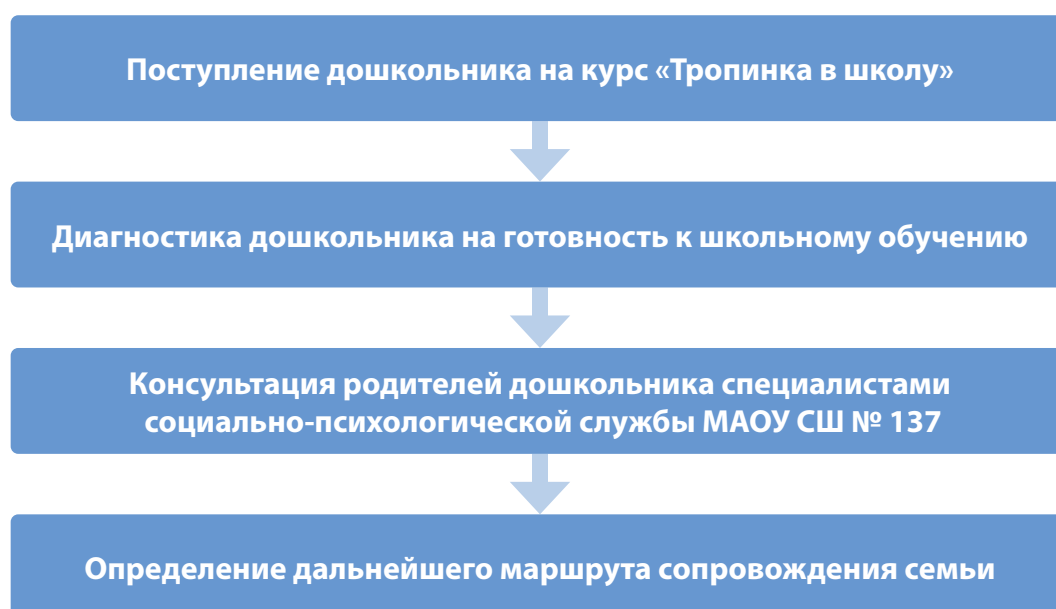 Поступление дошкольника на курс «Тропинка в школу»
Диагностика дошкольника на готовность к школьному обучению
Консультация родителей дошкольника специалистами
социально-психологической службы МАОУ СШ № 137
Определение дальнейшего маршрута сопровождения семьи